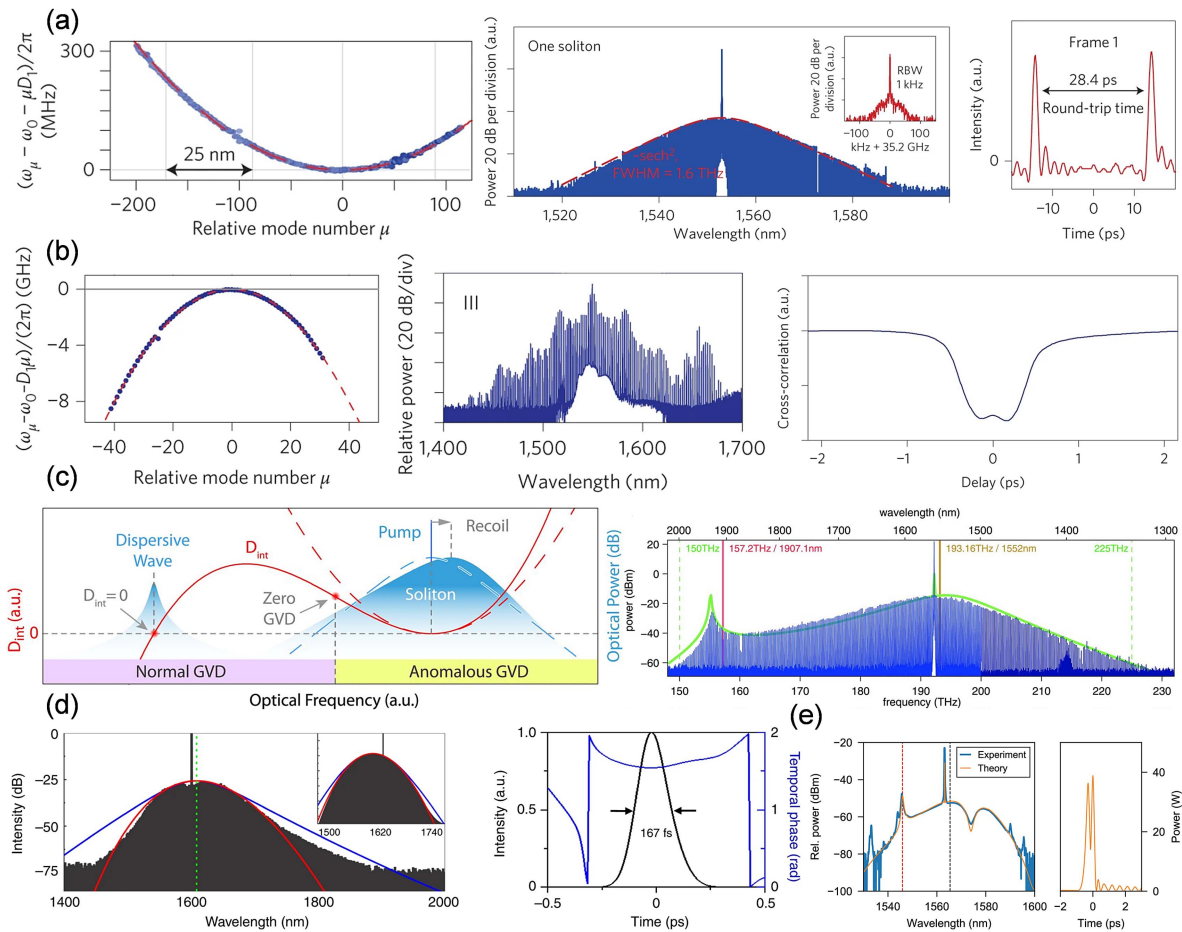 (a)
(ω_μ − ω_0 − μD_1)/2π
(MHz)
300
0
25 nm
−200
−100
0
100
Relative mode number μ
Power 20 dB per division (a.u.)
One soliton
~sech²,
FWHM = 1.6 THz
1,520
1,540
1,560
1,580
Wavelength (nm)
Power 20 dB per
division (a.u.)
RBW
1 kHz
−100
0
100
kHz + 35.2 GHz
Intensity (a.u.)
0
Frame 1
28.4 ps
Round-trip time
−10
0
10
Time (ps)
(b)
(ω_μ-ω_0-D_1μ)/(2π) (GHz)
0
−4
−8
−40
−20
0
20
40
Relative mode number μ
Relative power (20 dB/div)
III
1,400
1,500
1,600
1,700
Wavelength (nm)
Cross-correlation (a.u.)
-2
-1
0
1
2
Delay (ps)
(c)
D_int (a.u.)
0
Dispersive
Wave
D_int
D_int=0
Zero
GVD
Pump
Recoil
Soliton
Normal GVD
Anomalous GVD
Optical Frequency (a.u.)
wavelength (nm)
2000
1900
1800
1700
1600
1500
1400
1300
Optical Power (dB)
power (dBm)
20
0
−20
−40
−60
150THz
157.2THz / 1907.1nm
193.16THz / 1552nm
225THz
150
160
170
180
190
200
210
220
230
frequency (THz)
(d)
Intensity (dB)
0
−25
−50
−75
1400
1600
1800
2000
Wavelength (nm)
1500
1620
1740
Intensity (a.u.)
1.0
0.5
0
167 fs
−0.5
0
0.5
Time (ps)
2
1
0
Temporal phase (rad)
(e)
Rel. power (dBm)
−20
−40
−60
−80
−100
Experiment
Theory
1540
1560
1580
1600
Wavelength (nm)
40
20
0
Power (W)
−2
0
2
Time (ps)